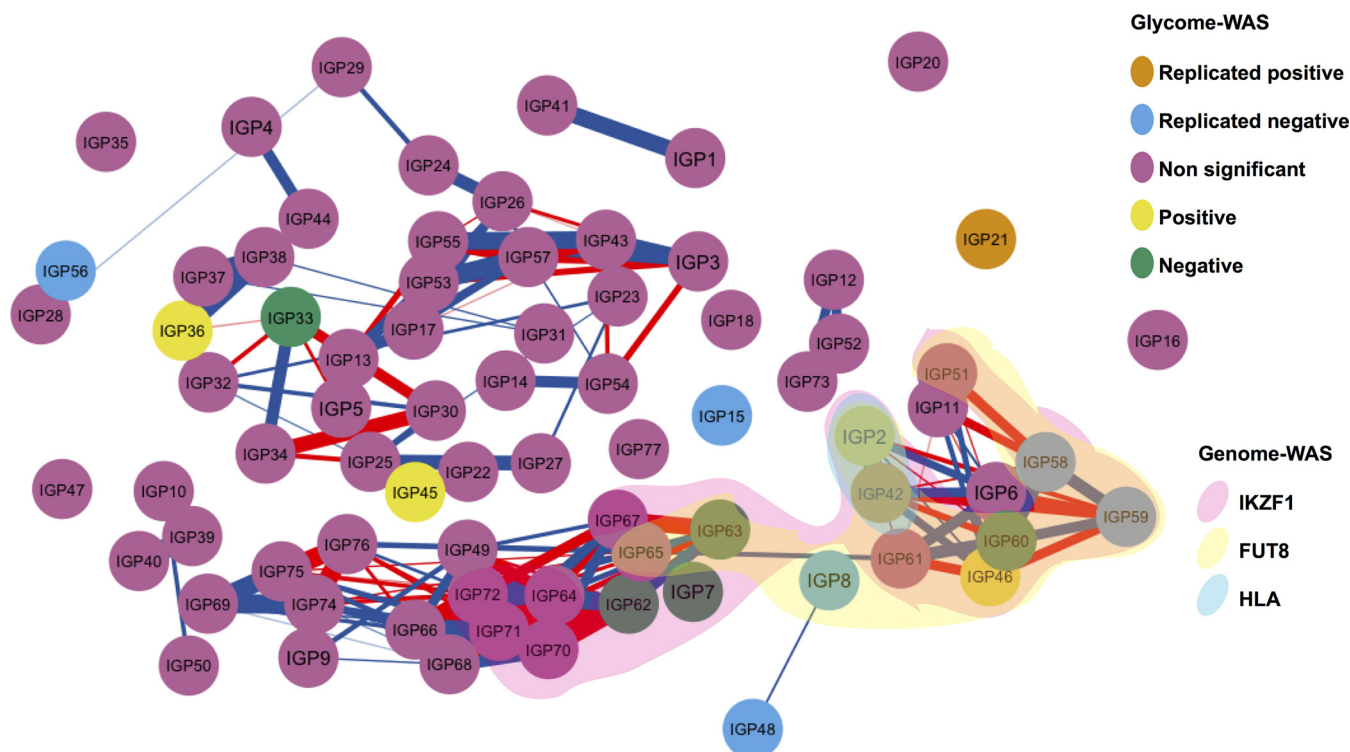 Glycome-WAS
Replicated positive
Replicated negative
Non significant
Positive
Negative
Genome-WAS
IKZF1
FUT8
HLA
IGP29
IGP20
IGP41
IGP4
IGP35
IGP1
IGP24
IGP26
IGP44
IGP55
IGP43
IGP21
IGP38
IGP57
IGP3
IGP56
IGP37
IGP53
IGP12
IGP23
IGP28
IGP36
IGP33
IGP17
IGP31
IGP18
IGP52
IGP16
IGP13
IGP32
IGP14
IGP54
IGP73
IGP51
IGP5
IGP30
IGP15
IGP11
IGP2
IGP34
IGP25
IGP22
IGP27
IGP77
IGP58
IGP47
IGP10
IGP45
IGP42
IGP6
IGP39
IGP67
IGP63
IGP59
IGP40
IGP76
IGP49
IGP65
IGP60
IGP75
IGP61
IGP46
IGP69
IGP74
IGP72
IGP64
IGP62
IGP7
IGP8
IGP66
IGP71
IGP70
IGP50
IGP9
IGP68
IGP48